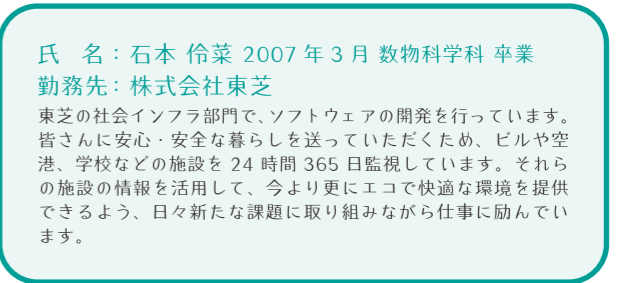 氏　名：石本 伶菜 2007 年 3 月 数物科学科 卒業
勤務先：株式会社東芝
東芝の社会インフラ部門で、ソフトウェアの開発を行っています。
皆さんに安心・安全な暮らしを送っていただくため、ビルや空
港、学校などの施設を 24 時間 365 日監視しています。それら
の施設の情報を活用して、今より更にエコで快適な環境を提供
できるよう、日々新たな課題に取り組みながら仕事に励んでい
ます。